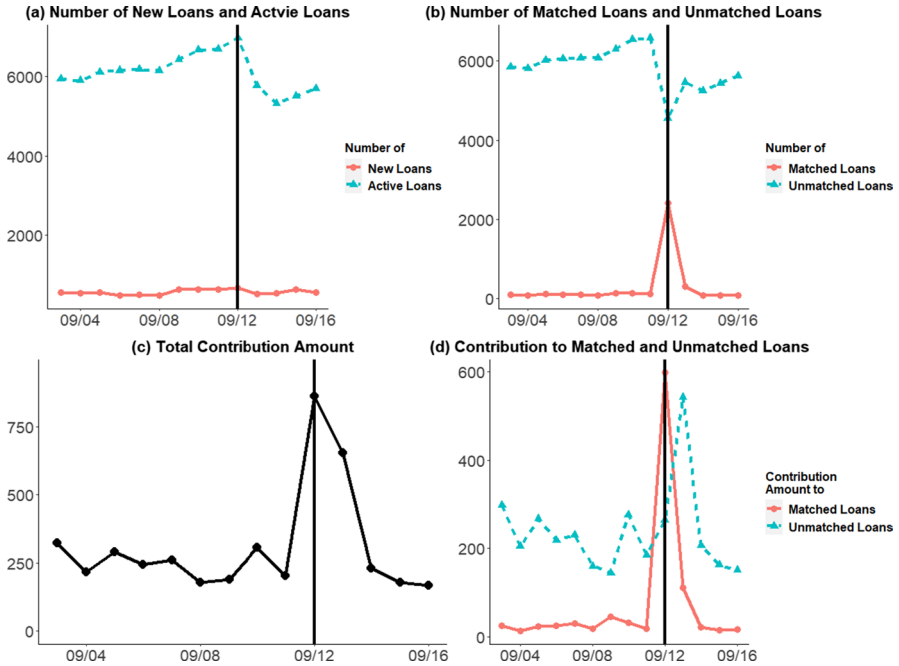 (a) Number of New Loans and Actvie Loans
6000
4000
2000
09/04
09/08
09/12
09/16
Number of
New Loans
Active Loans
(b) Number of Matched Loans and Unmatched Loans
6000
4000
2000
0
09/04
09/08
09/12
09/16
Number of
Matched Loans
Unmatched Loans
(c) Total Contribution Amount
750
500
250
0
09/04
09/08
09/12
09/16
(d) Contribution to Matched and Unmatched Loans
600
400
200
0
09/04
09/08
09/12
09/16
Contribution
Amount to
Matched Loans
Unmatched Loans